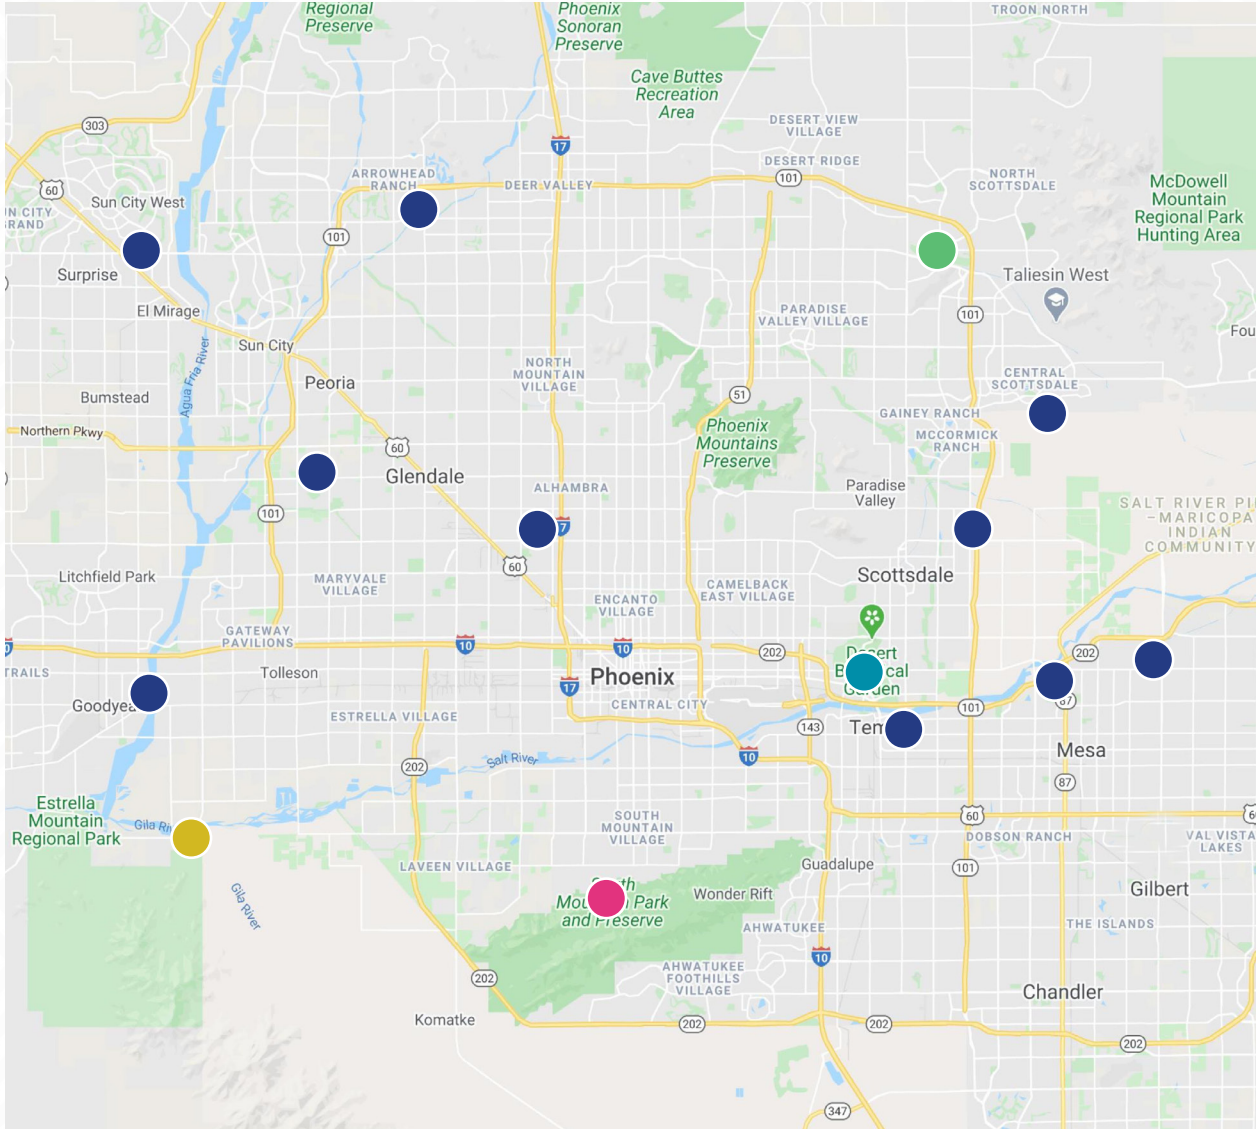 Regional
Preserve
Phoenix
Sonoran
Preserve
TROON NORTH
Cave Buttes
Recreation
Area
303
17
DESERT VIEW
VILLAGE
DESERT RIDGE
101
ARROWHEAD
RANCH
DEER VALLEY
NORTH
SCOTTSDALE
60
Sun City West
McDowell
Mountain
Regional Park
Hunting Area
101
Surprise
Taliesin West
El Mirage
PARADISE
VALLEY VILLAGE
101
Fou
Sun City
Agua Fria River
Peoria
NORTH
MOUNTAIN
VILLAGE
CENTRAL
SCOTTSDALE
Bumstead
51
GAINEY RANCH
Northern Pkwy
Phoenix
Mountains
Preserve
MCCORMICK
RANCH
60
Glendale
ALHAMBRA
Paradise
Valley
101
SALT RIVER PI
-MARICOPA
INDIAN
COMMUNITY
60
Litchfield Park
MARYVALE
VILLAGE
CAMELBACK
EAST VILLAGE
Scottsdale
ENCANTO
VILLAGE
GATEWAY
PAVILIONS
10
10
202
202
TRAILS
Tolleson
Phoenix
17
CENTRAL CITY
101
ESTRELLA VILLAGE
143
10
Mesa
202
Salt River
87
Estrella
Mountain
Regional Park
SOUTH
MOUNTAIN
VILLAGE
60
DOBSON RANCH
VAL VISTA
LAKES
LAVEEN VILLAGE
Guadalupe
101
Gila River
Wonder Rift
Gilbert
and Preserve
AHWATUKEE
THE ISLANDS
10
202
AHWATUKEE
FOOTHILLS
VILLAGE
Chandler
Komatke
202
202
202
347